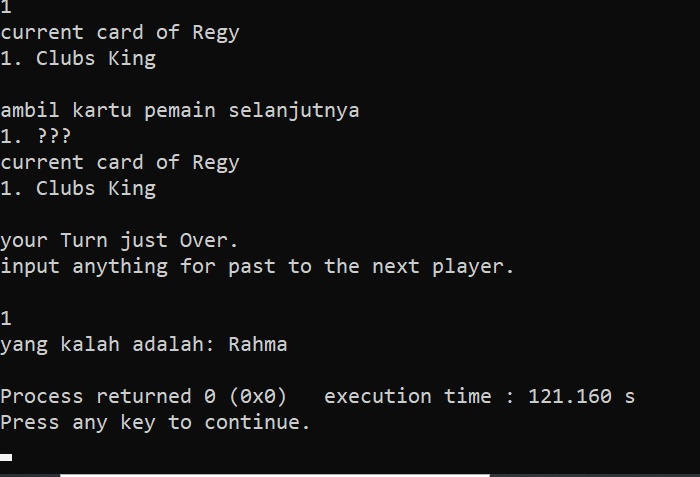 1
current card of Regy
1. Clubs King
ambil kartu pemain selanjutnya
1. ???
current card of Regy
1. Clubs King
your Turn just Over.
input anything for past to the next player.
1
yang kalah adalah: Rahma
Process returned 0 (0x0)   execution time : 121.160 s
Press any key to continue.